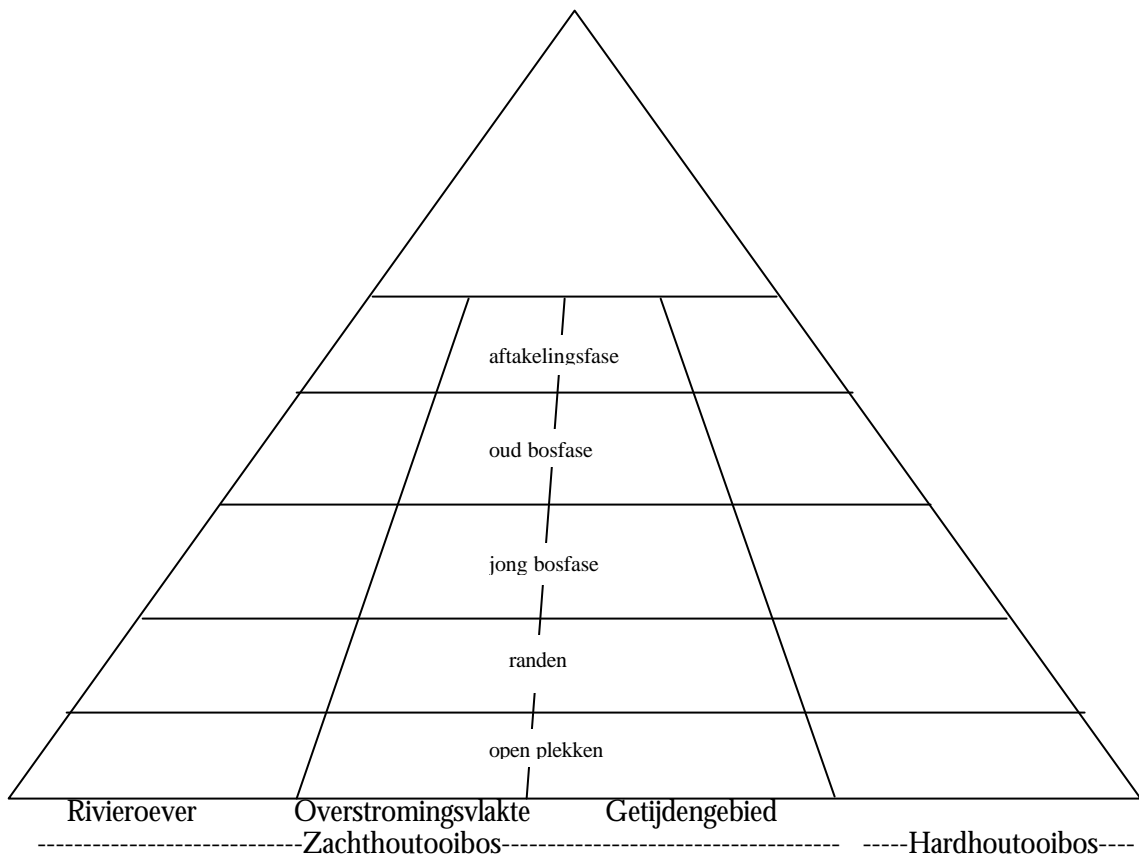 aftakelingsfase
oud bosfase
jong bosfase
randen
open plekken
Rivieroever Overstromingsvlakte Getijdengebied
-----------------------Zachthoutooibos----------------------------- -----Hardhoutooibos----